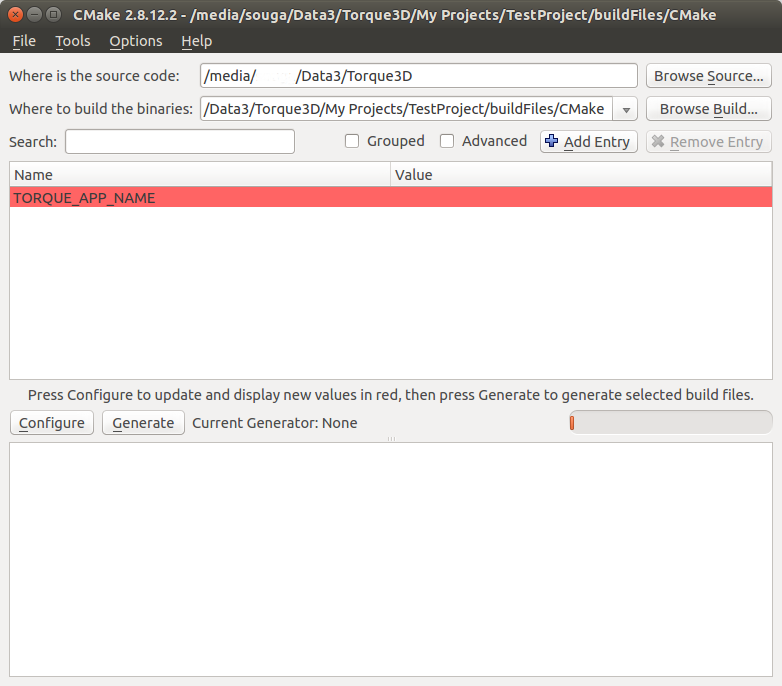 CMake 2.8.12.2 - /media/souga/Data3/Torque3D/My Projects/TestProject/buildFiles/CMake
File Tools Options Help
Where is the source code: /media/ /Data3/Torque3D Browse Source...
Where to build the binaries: /Data3/Torque3D/My Projects/TestProject/buildFiles/CMake Browse Build...
Search: Grouped Advanced Add Entry Remove Entry
Name Value
TORQUE_APP_NAME
Press Configure to update and display new values in red, then press Generate to generate selected build files.
Configure Generate Current Generator: None